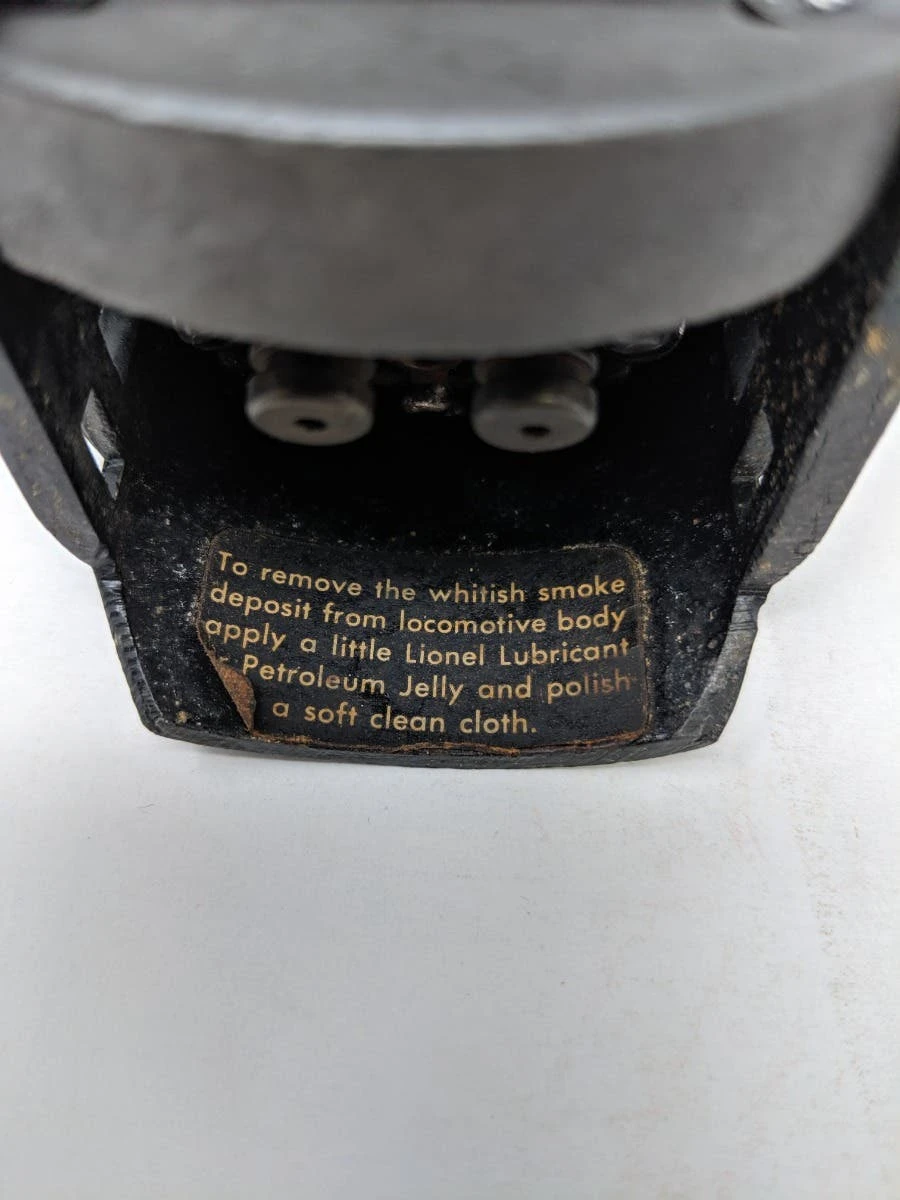 To remove the whitish smoke
deposit from locomotive body
apply a little Lionel Lubricant
Petroleum Jelly and polish
a soft clean cloth.